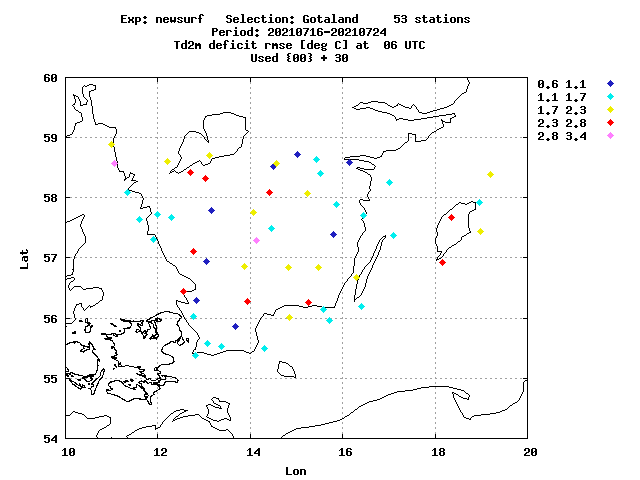 Exp: newsurf   Selection: Gotaland     53 stations
Period: 20210716-20210724
Td2m deficit rmse [deg C] at  06 UTC
Used {00} + 30
0.6 1.1
1.1 1.7
1.7 2.3
2.3 2.8
2.8 3.4
60
59
58
57
56
55
54
Lat
10 12 14 16 18 20
Lon